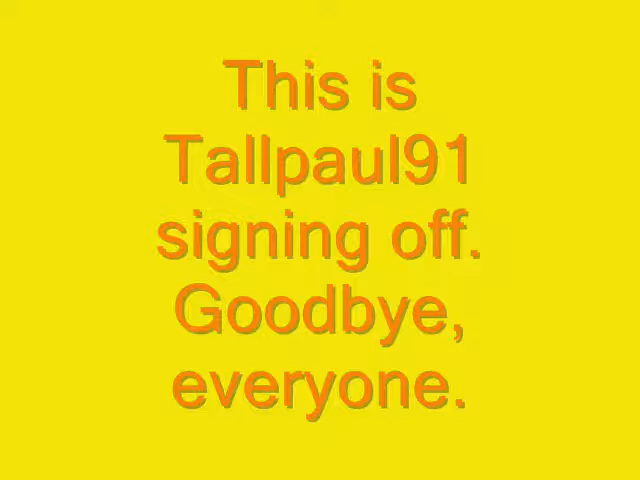 This is
Tallpaul91
signing off.
Goodbye,
everyone.